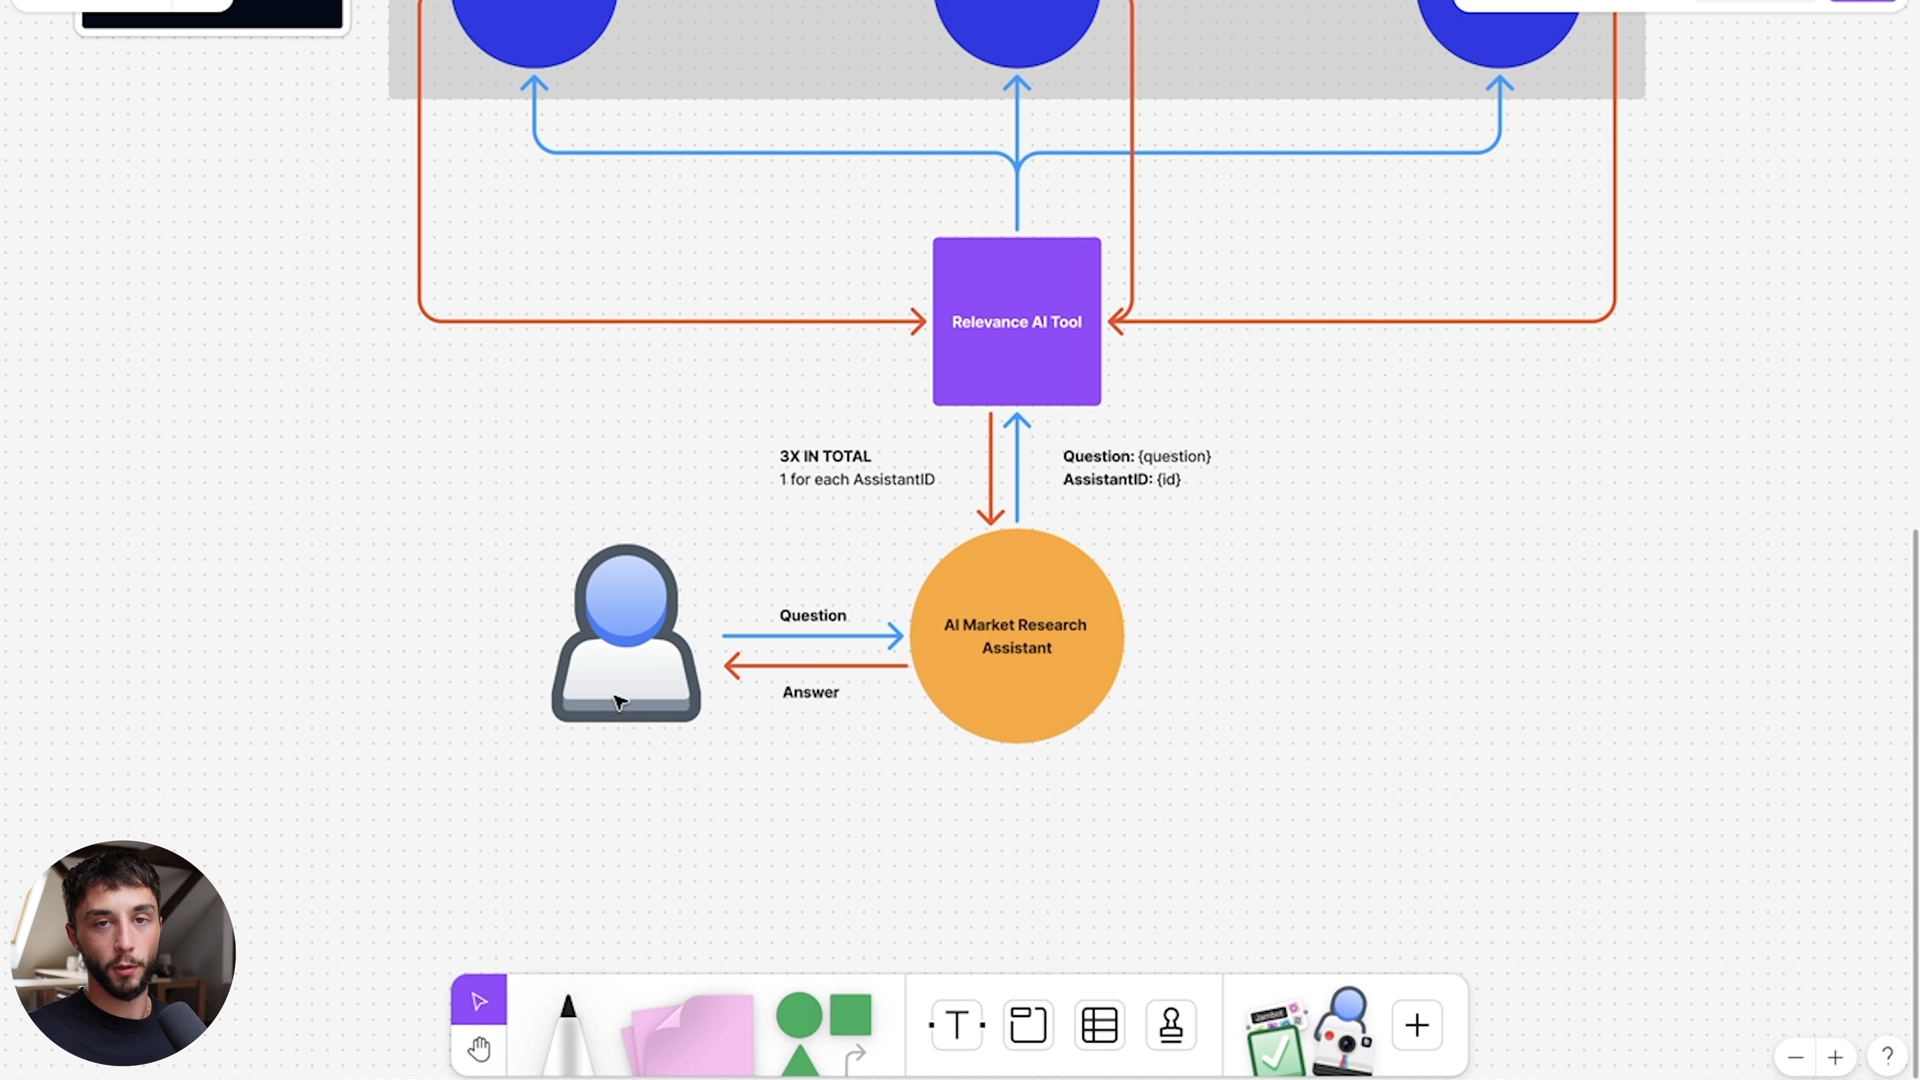 Relevance AI Tool
3X IN TOTAL
1 for each AssistantID
Question: {question}
AssistantID: {id}
Question
Answer
AI Market Research
Assistant
T
Jambot
?